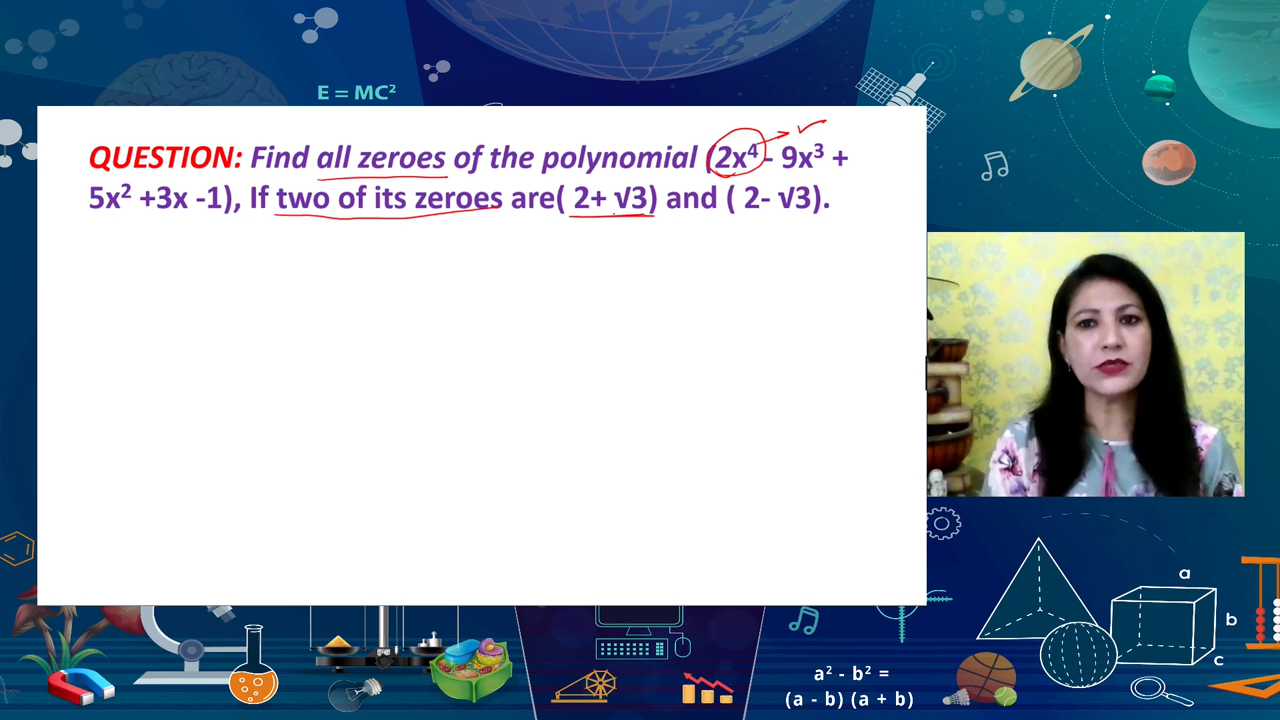 E = MC²
QUESTION: Find all zeroes of the polynomial (2x⁴ - 9x³ +
5x² +3x -1), If two of its zeroes are( 2+ √3) and ( 2- √3).
a
b
c
a² - b² =
(a - b) (a + b)